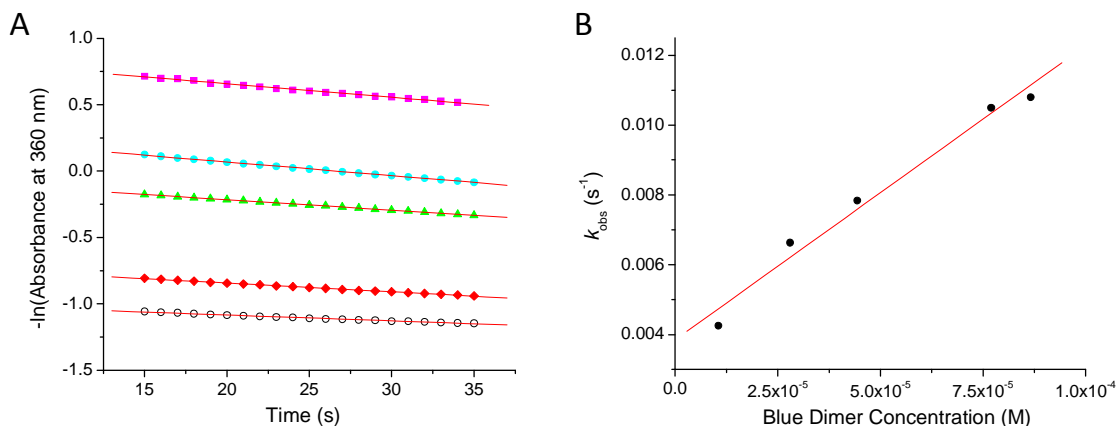 A
-ln(Absorbance at 360 nm)
1.0
0.5
0.0
-0.5
-1.0
-1.5
15 20 25 30 35
Time (s)
B
k_obs (s⁻¹)
0.012
0.010
0.008
0.006
0.004
0.0 2.5x10⁻⁵ 5.0x10⁻⁵ 7.5x10⁻⁵ 1.0x10⁻⁴
Blue Dimer Concentration (M)